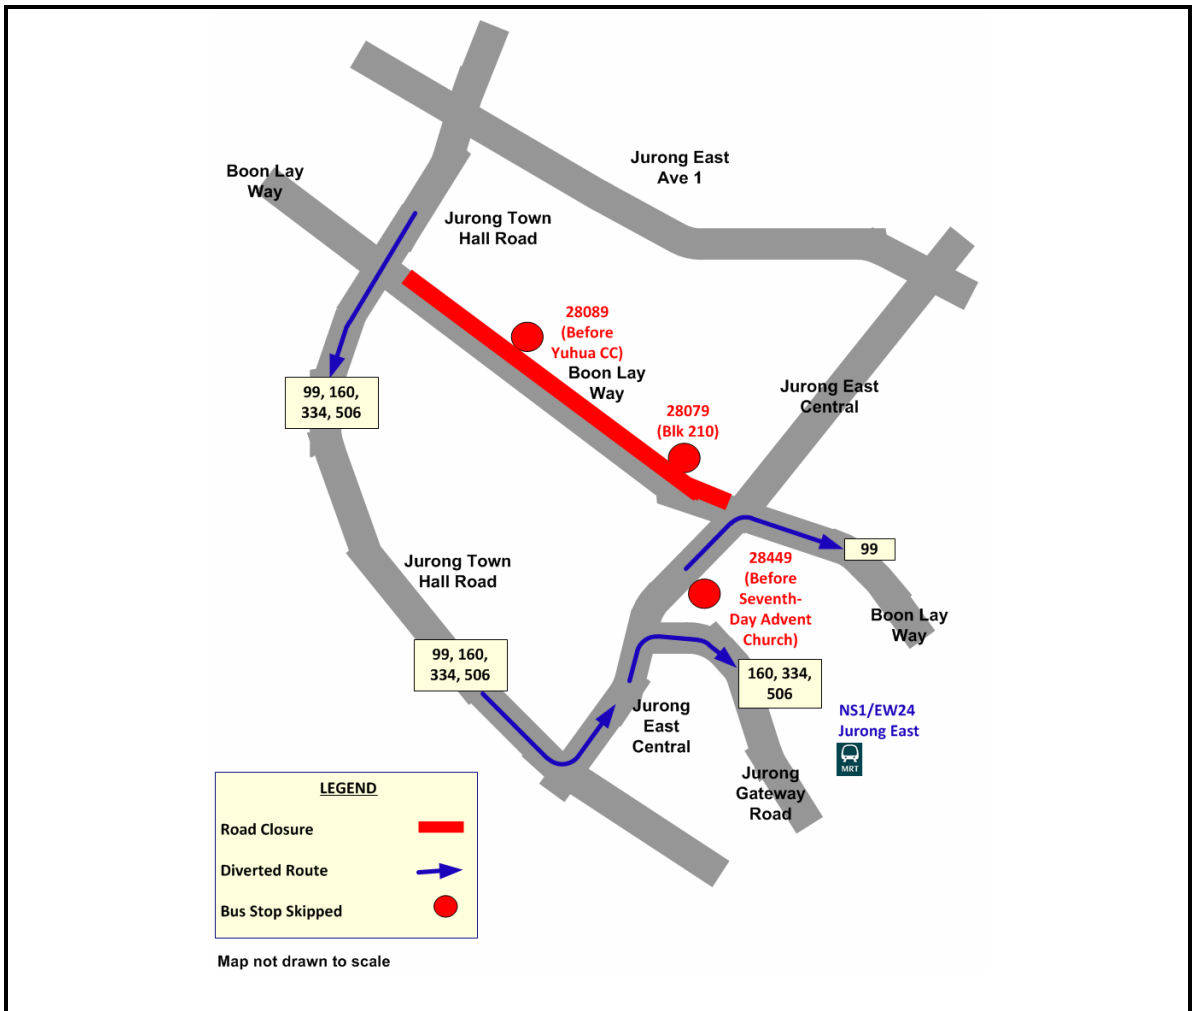 Jurong East
Ave 1
Boon Lay
Way
Jurong Town
Hall Road
28089
(Before
Yuhua CC)
Boon Lay
Way
99, 160,
334, 506
Jurong East
Central
28079
(Blk 210)
99
28449
(Before
Seventh-
Day Advent
Church)
Jurong Town
Hall Road
Boon Lay
Way
99, 160,
334, 506
160, 334,
506
Jurong
East
Central
NS1/EW24
Jurong East
MRT
Jurong
Gateway
Road
LEGEND
Road Closure
Diverted Route
Bus Stop Skipped
Map not drawn to scale